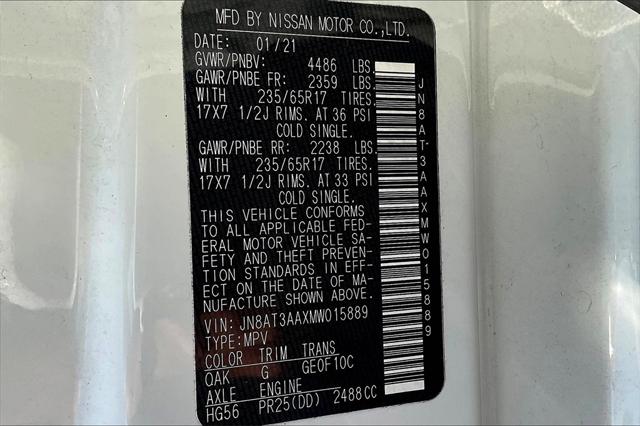 MFD BY NISSAN MOTOR CO.,LTD.
DATE: 01/21
GVWR/PNBV: 4486 LBS.
GAWR/PNBE FR: 2359 LBS.
WITH 235/65R17 TIRES.
17X7 1/2J RIMS. AT 36 PSI
COLD SINGLE.
GAWR/PNBE RR: 2238 LBS.
WITH 235/65R17 TIRES.
17X7 1/2J RIMS. AT 33 PSI
COLD SINGLE.
THIS VEHICLE CONFORMS
TO ALL APPLICABLE FED-
ERAL MOTOR VEHICLE SA-
FETY AND THEFT PREVEN-
TION STANDARDS IN EFF-
ECT ON THE DATE OF MA-
NUFACTURE SHOWN ABOVE.
VIN: JN8AT3AAXMW015889
TYPE:MPV
COLOR TRIM TRANS
QAK G GE0F10C
AXLE ENGINE
HG56 PR25(DD) 2488CC
JN8AT3AAXMW015889